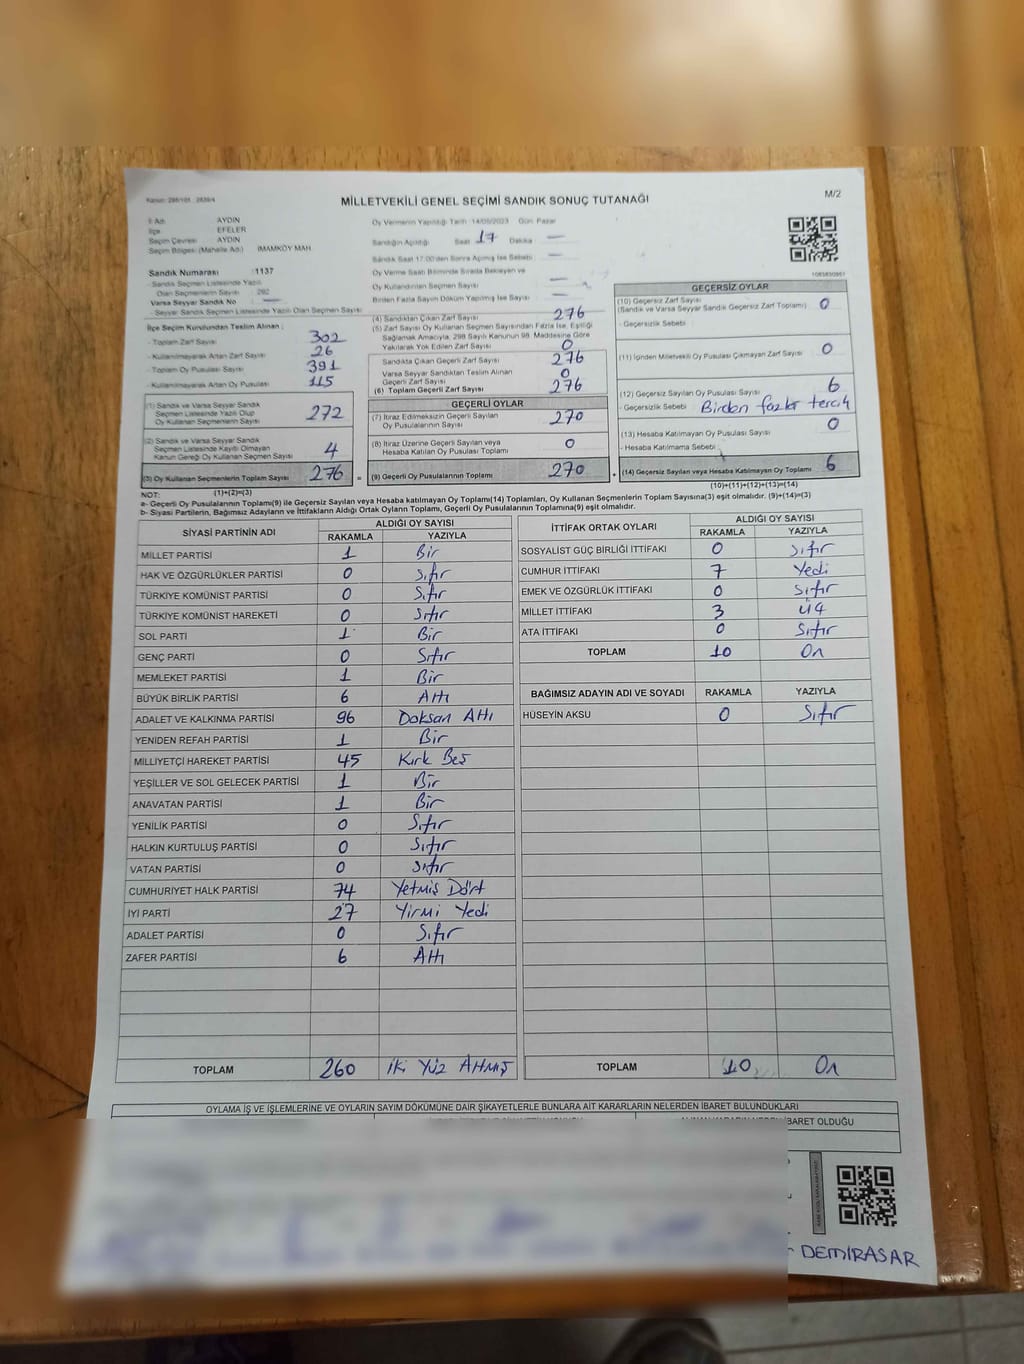 MİLLETVEKİLİ GENEL SEÇİMİ SANDIK SONUÇ TUTANAĞI
M/2
İl Adı AYDIN
İlçe EFELER
Seçim Çevresi AYDIN
Seçim Bölgesi (Mahalle Adı) IMAMKÖY MAH.
Sandık Numarası :1137
- Sandık Seçmen Listesinde Yazılı
Olan Seçmenlerin Sayısı : 292
Varsa Seyyar Sandık No
- Seyyar Sandık Seçmen Listesinde Yazılı Olan Seçmen Sayısı
İlçe Seçim Kurulundan Teslim Alınan :
- Toplam Zarf Sayısı 302
- Kullanılmayarak Artan Zarf Sayısı 26
- Toplam Oy Pusulası 391
- Kullanılmayarak Artan Oy Pusulası 115
(1) Sandık ve Varsa Seyyar Sandık
Seçmen Listesinde Yazılı Olup
Oy Kullanan Seçmenlerin Sayısı 272
(2) Sandık ve Varsa Seyyar Sandık
Seçmen Listesinde Kayıtlı Olmayan
Kanun Gereği Oy Kullanan Seçmen Sayısı 4
(3) Oy Kullanan Seçmenlerin Toplam Sayısı 276
(1)+(2)=(3)
Oy Vermenin Yapıldığı Tarih :14/05/2023 Gün: Pazar
Sandığın Açıldığı Saat 17 Dakika —
Sandık Saat 17:00'den Sonra Açılmış İse Sebebi —
Oy Verme Saati Bitiminde Sırada Bekleyen ve
Oy Kullandırılan Seçmen Sayısı —
Birden Fazla Sayım Döküm Yapılmış İse Sayısı —
(4) Sandıktan Çıkan Zarf Sayısı 276
(5) Zarf Sayısı Oy Kullanan Seçmen Sayısından Fazla İse, Eşitliği
Sağlamak Amacıyla, 298 Sayılı Kanunun 98. Maddesine Göre
Yakılarak Yok Edilen Zarf Sayısı 0
Sandıkta Çıkan Geçerli Zarf Sayısı 276
Varsa Seyyar Sandıktan Teslim Alınan
Geçerli Zarf Sayısı 0
(6) Toplam Geçerli Zarf Sayısı 276
GEÇERLİ OYLAR
(7) İtiraz Edilmeksizin Geçerli Sayılan
Oy Pusulalarının Sayısı 270
(8) İtiraz Üzerine Geçerli Sayılan veya
Hesaba Katılan Oy Pusulası Sayısı 0
= (9) Geçerli Oy Pusulalarının Toplamı 270
GEÇERSİZ OYLAR
(10) Geçersiz Zarf Sayısı
(Sandık ve Varsa Seyyar Sandık Geçersiz Zarf Toplamı) 0
- Geçersizlik Sebebi :
(11) İçinden Milletvekili Oy Pusulası Çıkmayan Zarf Sayısı 0
(12) Geçersiz Sayılan Oy Pusulası Sayısı 6
- Geçersizlik Sebebi Birden fazla tercih
(13) Hesaba Katılmayan Oy Pusulası Sayısı 0
- Hesaba Katılmama Sebebi :
+ (14) Geçersiz Sayılan veya Hesaba Katılmayan Oy Toplamı 6
(10)+(11)+(12)+(13)=(14)
NOT:
a- Geçerli Oy Pusulalarının Toplamı(9) ile Geçersiz Sayılan veya Hesaba katılmayan Oy Toplamı(14) Toplamları, Oy Kullanan Seçmenlerin Toplam Sayısına(3) eşit olmalıdır. (9)+(14)=(3)
b- Siyasi Partilerin, Bağımsız Adayların ve İttifakların Aldığı Ortak Oyların Toplamı, Geçerli Oy Pusulalarının Toplamına(9) eşit olmalıdır.
SİYASİ PARTİNİN ADI ALDIĞI OY SAYISI
RAKAMLA YAZIYLA
MİLLET PARTİSİ 1 Bir
HAK VE ÖZGÜRLÜKLER PARTİSİ 0 Sıfır
TÜRKİYE KOMÜNİST PARTİSİ 0 Sıfır
TÜRKİYE KOMÜNİST HAREKETİ 0 Sıfır
SOL PARTİ 1 Bir
GENÇ PARTİ 0 Sıfır
MEMLEKET PARTİSİ 1 Bir
BÜYÜK BİRLİK PARTİSİ 6 Altı
ADALET VE KALKINMA PARTİSİ 96 Doksan Altı
YENİDEN REFAH PARTİSİ 1 Bir
MİLLİYETÇİ HAREKET PARTİSİ 45 Kırk Beş
YEŞİLLER VE SOL GELECEK PARTİSİ 1 Bir
ANAVATAN PARTİSİ 1 Bir
YENİLİK PARTİSİ 0 Sıfır
HALKIN KURTULUŞ PARTİSİ 0 Sıfır
VATAN PARTİSİ 0 Sıfır
CUMHURİYET HALK PARTİSİ 74 Yetmiş Dört
İYİ PARTİ 27 Yirmi Yedi
ADALET PARTİSİ 0 Sıfır
ZAFER PARTİSİ 6 Altı
TOPLAM 260 İki Yüz Altmış
İTTİFAK ORTAK OYLARI ALDIĞI OY SAYISI
RAKAMLA YAZIYLA
SOSYALİST GÜÇ BİRLİĞİ İTTİFAKI 0 Sıfır
CUMHUR İTTİFAKI 7 Yedi
EMEK VE ÖZGÜRLÜK İTTİFAKI 0 Sıfır
MİLLET İTTİFAKI 3 Üç
ATA İTTİFAKI 0 Sıfır
TOPLAM 10 On
BAĞIMSIZ ADAYIN ADI VE SOYADI RAKAMLA YAZIYLA
HÜSEYİN AKSU 0 Sıfır
TOPLAM 10 On
OYLAMA İŞ VE İŞLEMLERİNE VE OYLARIN SAYIM DÖKÜMÜNE DAİR ŞİKAYETLERLE BUNLARA AİT KARARLARIN NELERDEN İBARET BULUNDUKLARI
İBARET OLDUĞU
DEMİRASAR